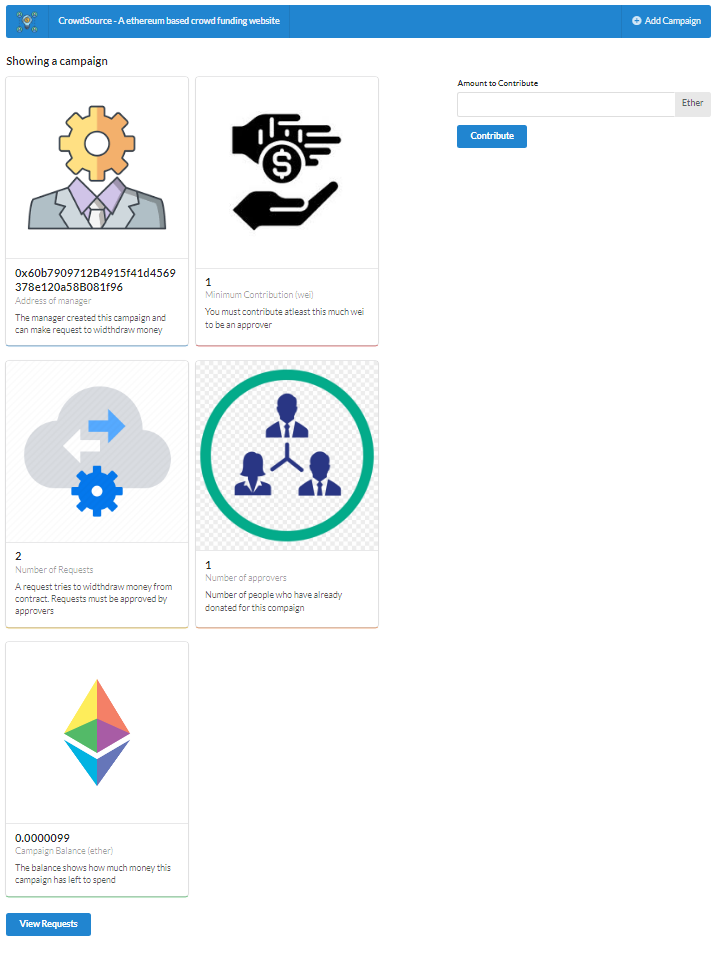 CrowdSource - A ethereum based crowd funding website
Add Campaign
Showing a campaign
0x60b7909712B4915f41d4569
378e120a58B081f96
Address of manager
The manager created this campaign and
can make request to widthdraw money
$
1
Minimum Contribution (wei)
You must contribute atleast this much wei
to be an approver
2
Number of Requests
A request tries to widthdraw money from
contract. Requests must be approved by
approvers
1
Number of approvers
Number of people who have already
donated for this compaign
0.0000099
Campaign Balance (ether)
The balance shows how much money this
campaign has left to spend
View Requests
Amount to Contribute
Ether
Contribute